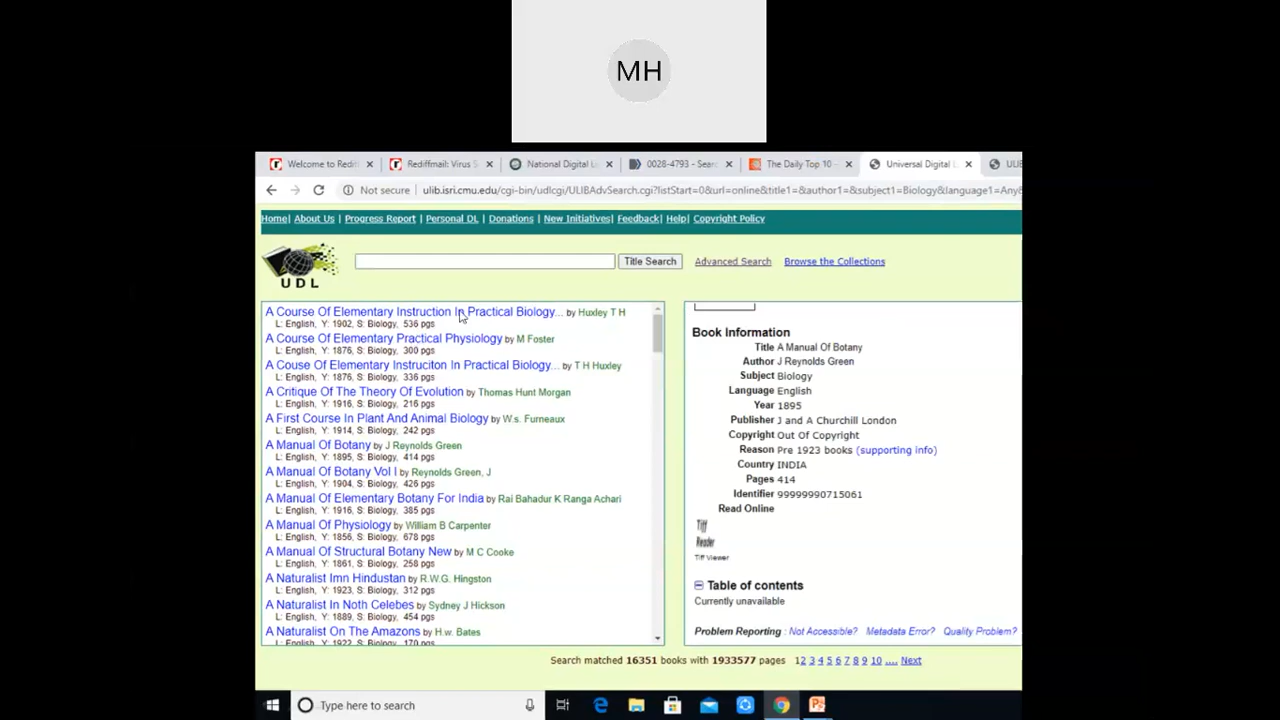 MH
Welcome to Redif
Rediffmail: Virus S
National Digital Li
0028-4793 - Sear
The Daily Top 10 -
Universal Digital L
ULIB
Not secure | ulib.isri.cmu.edu/cgi-bin/udlcgi/ULIBAdvSearch.cgi?listStart=0&url=online&title1=&author1=&subject1=Biology&language1=Any&
Home| About Us | Progress Report | Personal DL | Donations | New Initiatives| Feedback| Help| Copyright Policy
UDL
Title Search Advanced Search Browse the Collections
A Course Of Elementary Instruction In Practical Biology... by Huxley T H
L: English, Y: 1902, S: Biology, 536 pgs
A Course Of Elementary Practical Physiology by M Foster
L: English, Y: 1876, S: Biology, 300 pgs
A Couse Of Elementary Instruciton In Practical Biology... by T H Huxley
L: English, Y: 1876, S: Biology, 336 pgs
A Critique Of The Theory Of Evolution by Thomas Hunt Morgan
L: English, Y: 1916, S: Biology, 216 pgs
A First Course In Plant And Animal Biology by W.s. Furneaux
L: English, Y: 1914, S: Biology, 242 pgs
A Manual Of Botany by J Reynolds Green
L: English, Y: 1895, S: Biology, 414 pgs
A Manual Of Botany Vol I by Reynolds Green, J
L: English, Y: 1904, S: Biology, 426 pgs
A Manual Of Elementary Botany For India by Rai Bahadur K Ranga Achari
L: English, Y: 1916, S: Biology, 385 pgs
A Manual Of Physiology by William B Carpenter
L: English, Y: 1856, S: Biology, 678 pgs
A Manual Of Structural Botany New by M C Cooke
L: English, Y: 1861, S: Biology, 258 pgs
A Naturalist Imn Hindustan by R.W.G. Hingston
L: English, Y: 1923, S: Biology, 312 pgs
A Naturalist In Noth Celebes by Sydney J Hickson
L: English, Y: 1889, S: Biology, 454 pgs
A Naturalist On The Amazons by H.w. Bates
L: English, Y: 1922, S: Biology, 170 pgs
Book Information
Title A Manual Of Botany
Author J Reynolds Green
Subject Biology
Language English
Year 1895
Publisher J and A Churchill London
Copyright Out Of Copyright
Reason Pre 1923 books (supporting info)
Country INDIA
Pages 414
Identifier 99999990715061
Read Online
Tiff
Reader
Tiff Viewer
Table of contents
Currently unavailable
Problem Reporting : Not Accessible? Metadata Error? Quality Problem?
Search matched 16351 books with 1933577 pages 12 3 4 5 6 7 8 9 10 .... Next
Type here to search